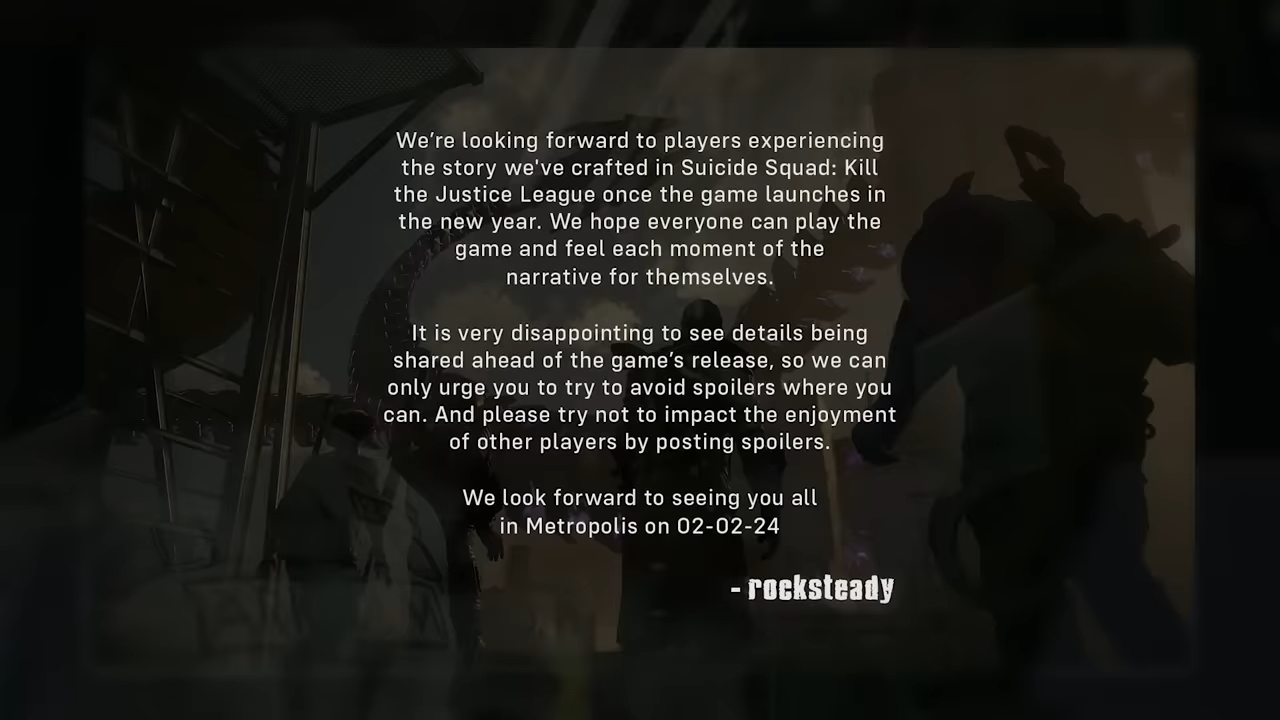 We’re looking forward to players experiencing
the story we've crafted in Suicide Squad: Kill
the Justice League once the game launches in
the new year. We hope everyone can play the
game and feel each moment of the
narrative for themselves.
It is very disappointing to see details being
shared ahead of the game’s release, so we can
only urge you to try to avoid spoilers where you
can. And please try not to impact the enjoyment
of other players by posting spoilers.
We look forward to seeing you all
in Metropolis on 02-02-24
- rocksteady